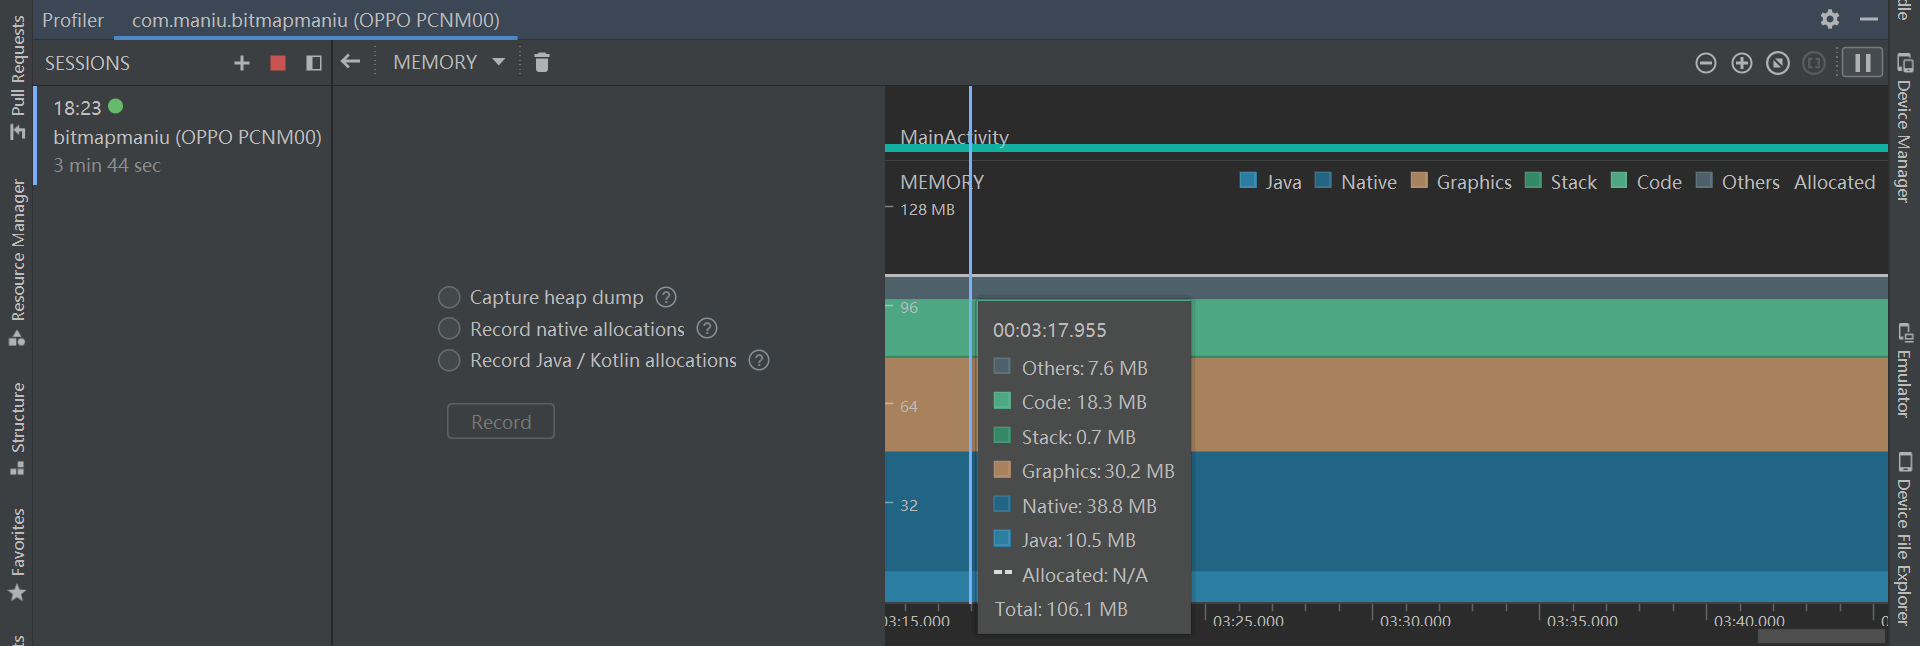 Profiler
com.maniu.bitmapmaniu (OPPO PCNM00)
SESSIONS
MEMORY
18:23
bitmapmaniu (OPPO PCNM00)
3 min 44 sec
Capture heap dump
Record native allocations
Record Java / Kotlin allocations
Record
MainActivity
MEMORY
Java
Native
Graphics
Stack
Code
Others
Allocated
128 MB
96
64
32
00:03:17.955
Others: 7.6 MB
Code: 18.3 MB
Stack: 0.7 MB
Graphics: 30.2 MB
Native: 38.8 MB
Java: 10.5 MB
Allocated: N/A
Total: 106.1 MB
03:15.000
03:25.000
03:30.000
03:35.000
03:40.000
Pull Requests
Resource Manager
Structure
Favorites
Device Manager
Emulator
Device File Explorer